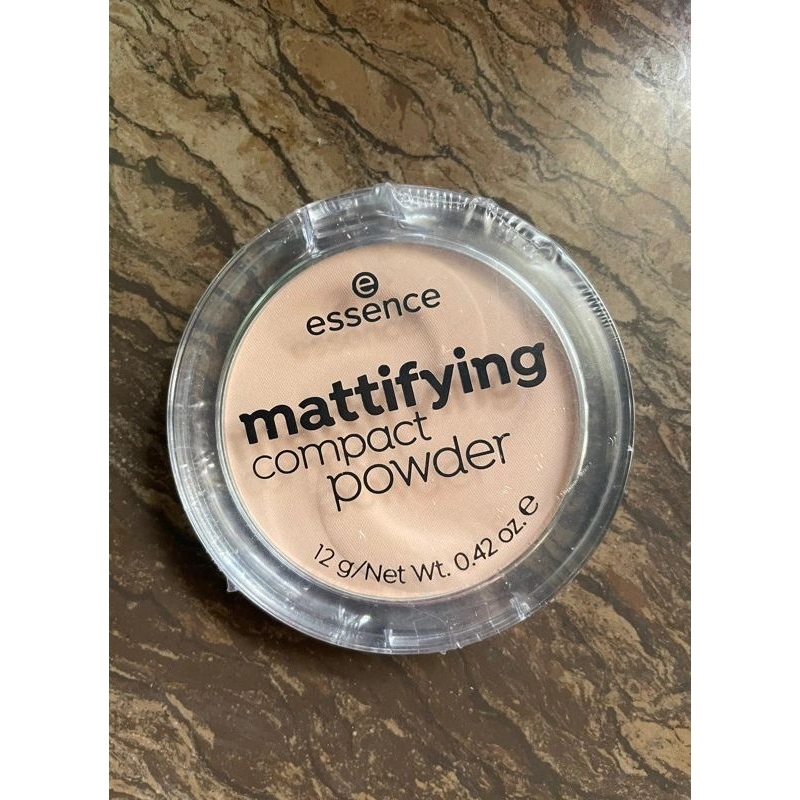 e
essence
mattifying
compact
powder
12 g/Net Wt. 0.42 oz. ℮